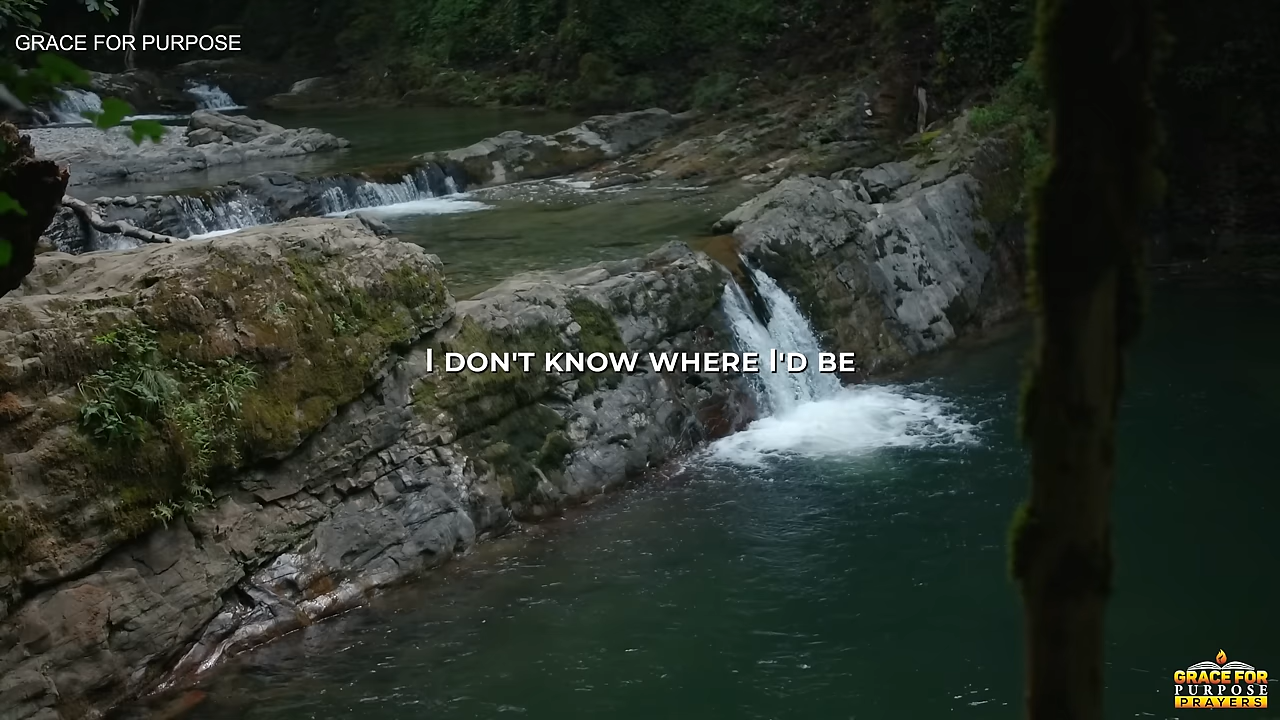 GRACE FOR PURPOSE
I DON'T KNOW WHERE I'D BE
GRACE FOR
PURPOSE
PRAYERS